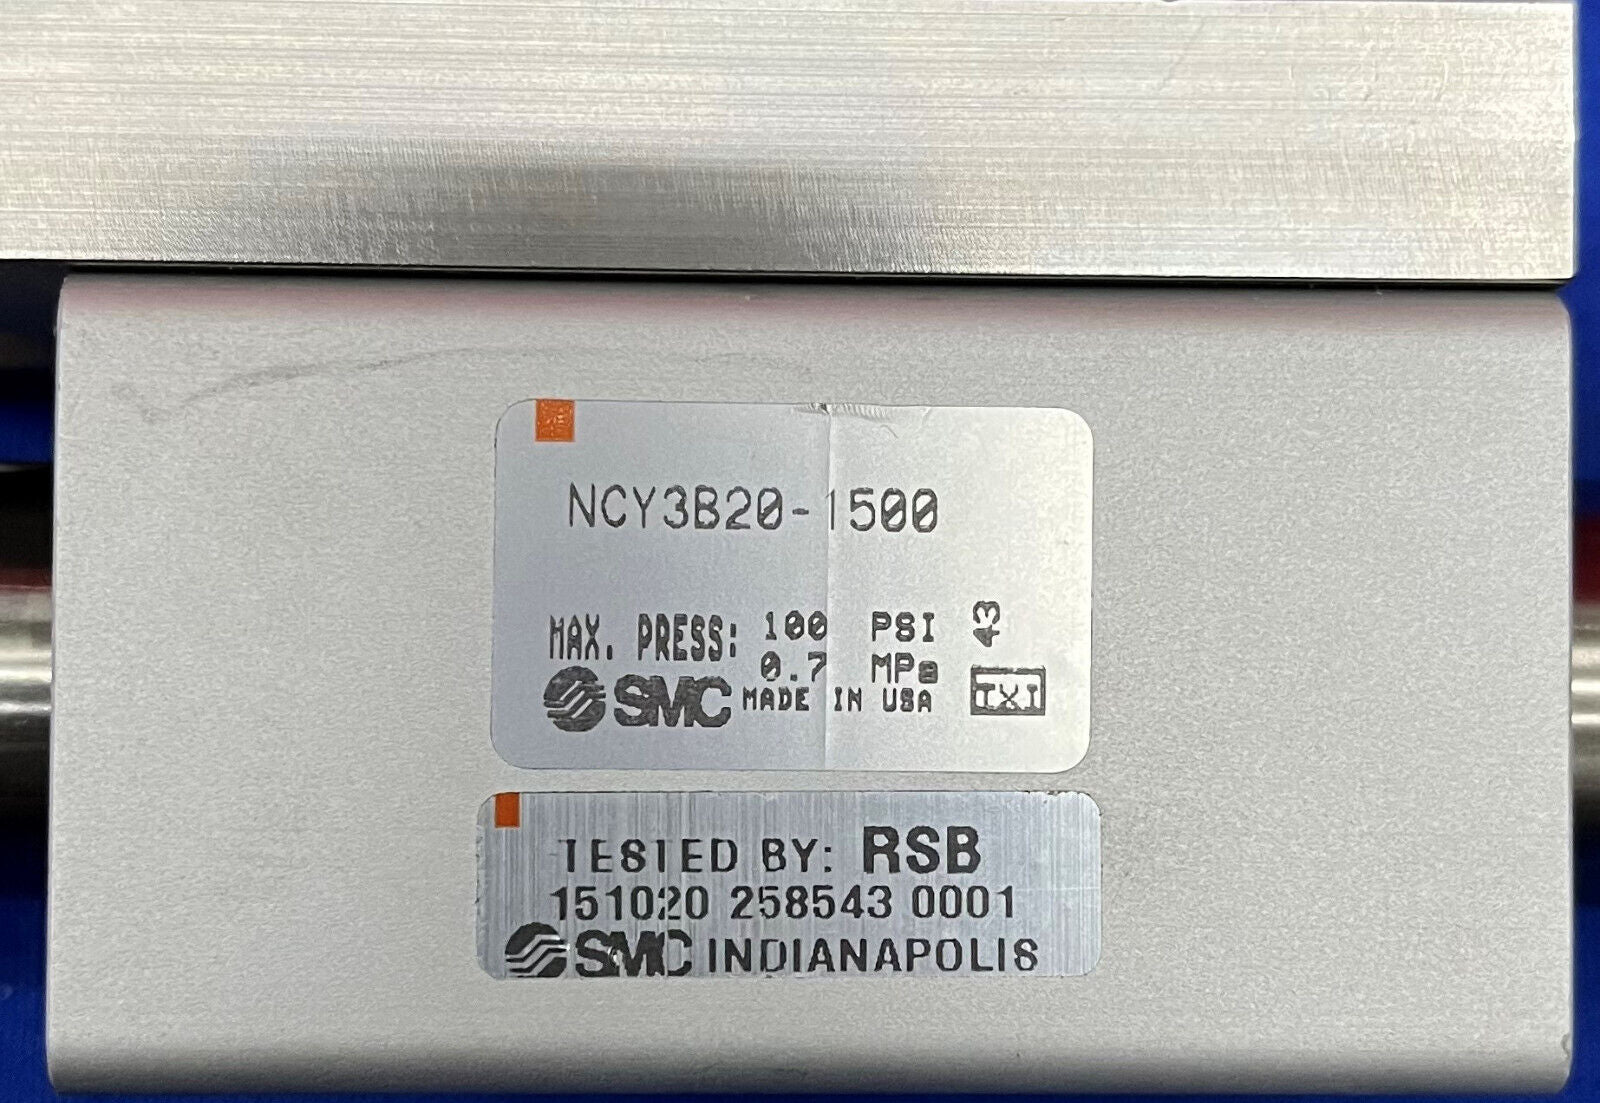 NCY3B20-1500
MAX. PRESS: 100 PSI
0.7 MPa
43
SMC MADE IN USA
TXI
TESTED BY: RSB
151020 258543 0001
SMC INDIANAPOLIS